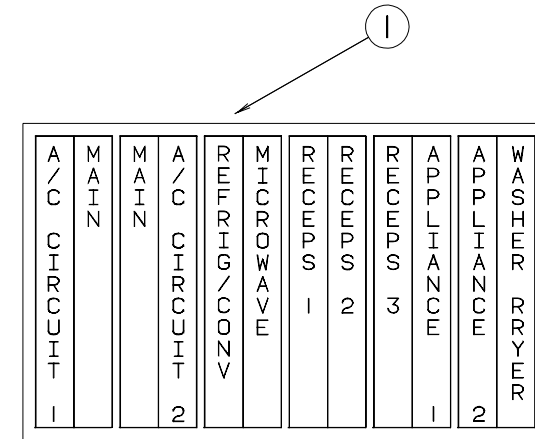 1
A/C CIRCUIT 1
MAIN
MAIN
A/C CIRCUIT 2
REFRIG/CONV
MICROWAVE
RECEPS 1
RECEPS 2
RECEPS 3
APPLIANCE 1
APPLIANCE 2
WASHER RRYER